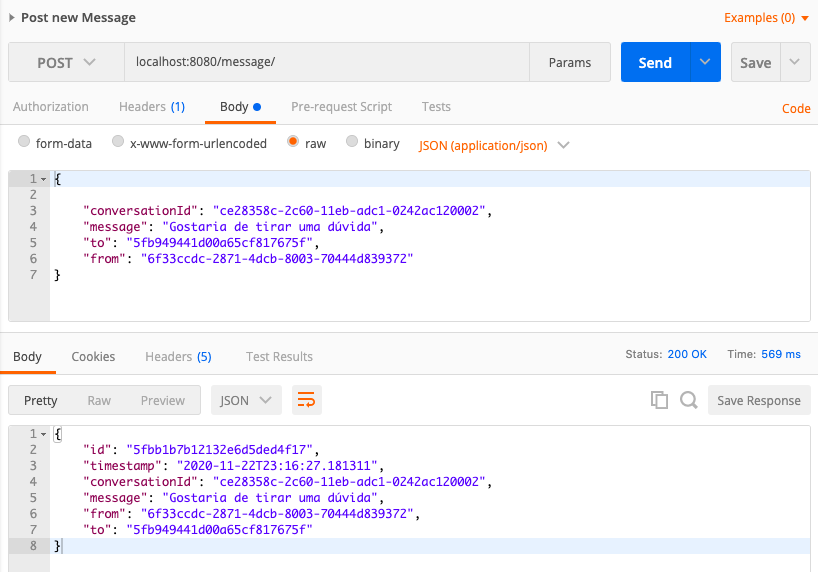 Post new Message Examples (0)
POST localhost:8080/message/ Params Send Save
Authorization Headers (1) Body Pre-request Script Tests Code
form-data x-www-form-urlencoded raw binary JSON (application/json)
1 {
2
3 "conversationId": "ce28358c-2c60-11eb-adc1-0242ac120002",
4 "message": "Gostaria de tirar uma dúvida",
5 "to": "5fb949441d00a65cf817675f",
6 "from": "6f33ccdc-2871-4dcb-8003-70444d839372"
7 }
Body Cookies Headers (5) Test Results Status: 200 OK Time: 569 ms
Pretty Raw Preview JSON Save Response
1 {
2 "id": "5fbb1b7b12132e6d5ded4f17",
3 "timestamp": "2020-11-22T23:16:27.181311",
4 "conversationId": "ce28358c-2c60-11eb-adc1-0242ac120002",
5 "message": "Gostaria de tirar uma dúvida",
6 "from": "6f33ccdc-2871-4dcb-8003-70444d839372",
7 "to": "5fb949441d00a65cf817675f"
8 }